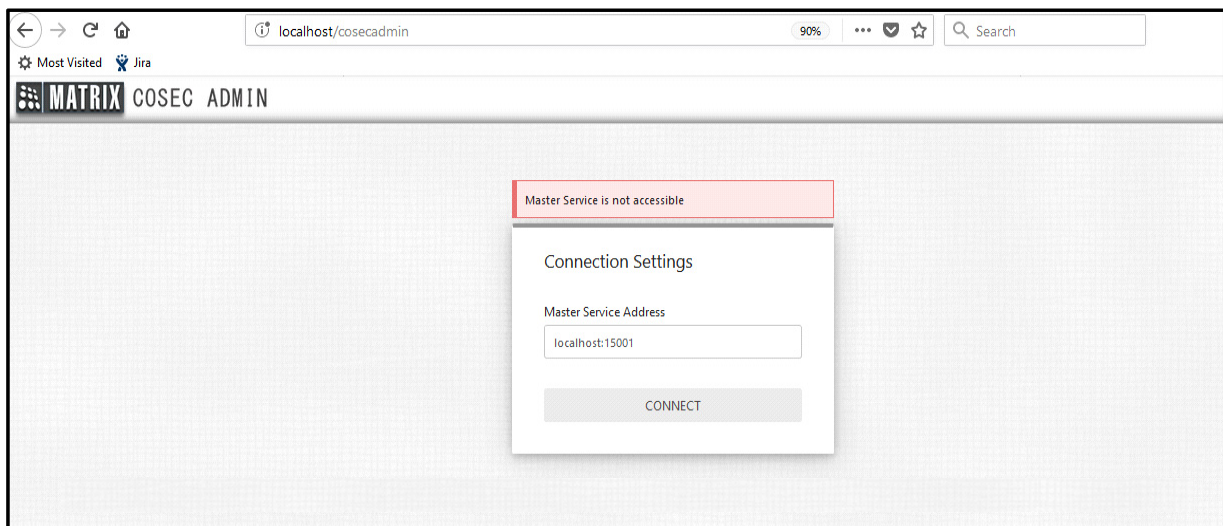 localhost/cosecadmin 90% Search
Most Visited Jira
MATRIX COSEC ADMIN
Master Service is not accessible
Connection Settings
Master Service Address
localhost:15001
CONNECT